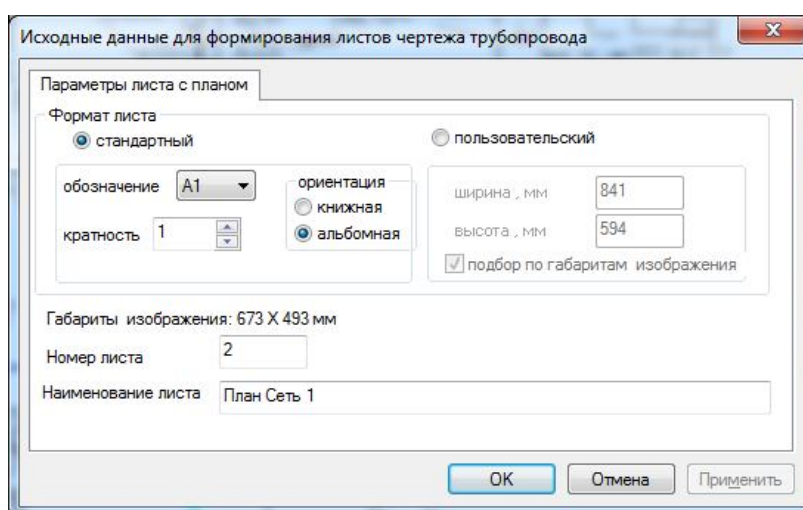 Исходные данные для формирования листов чертежа трубопровода
Параметры листа с планом
Формат листа
стандартный
пользовательский
обозначение A1
кратность 1
ориентация
книжная
альбомная
ширина , мм 841
высота , мм 594
подбор по габаритам изображения
Габариты изображения: 673 X 493 мм
Номер листа 2
Наименование листа План Сеть 1
OK Отмена Применить